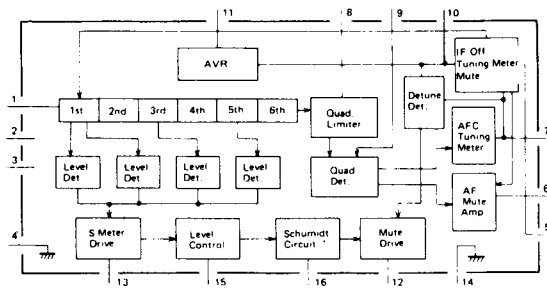 11
8
9
10
AVR
IF Off
Tuning Meter
Mute
1
1st 2nd 3rd 4th 5th 6th
Quad.
Limiter
Detune
Det.
AFC
Tuning
Meter
2
7
3
Level
Det.
Level
Det
Level
Det.
Level
Det.
Quad
Det.
AF
Mute
Amp
6
5
4
S Meter
Drive
Level
Control
Schumidt
Circuit
Mute
Drive
13
15
16
12
14